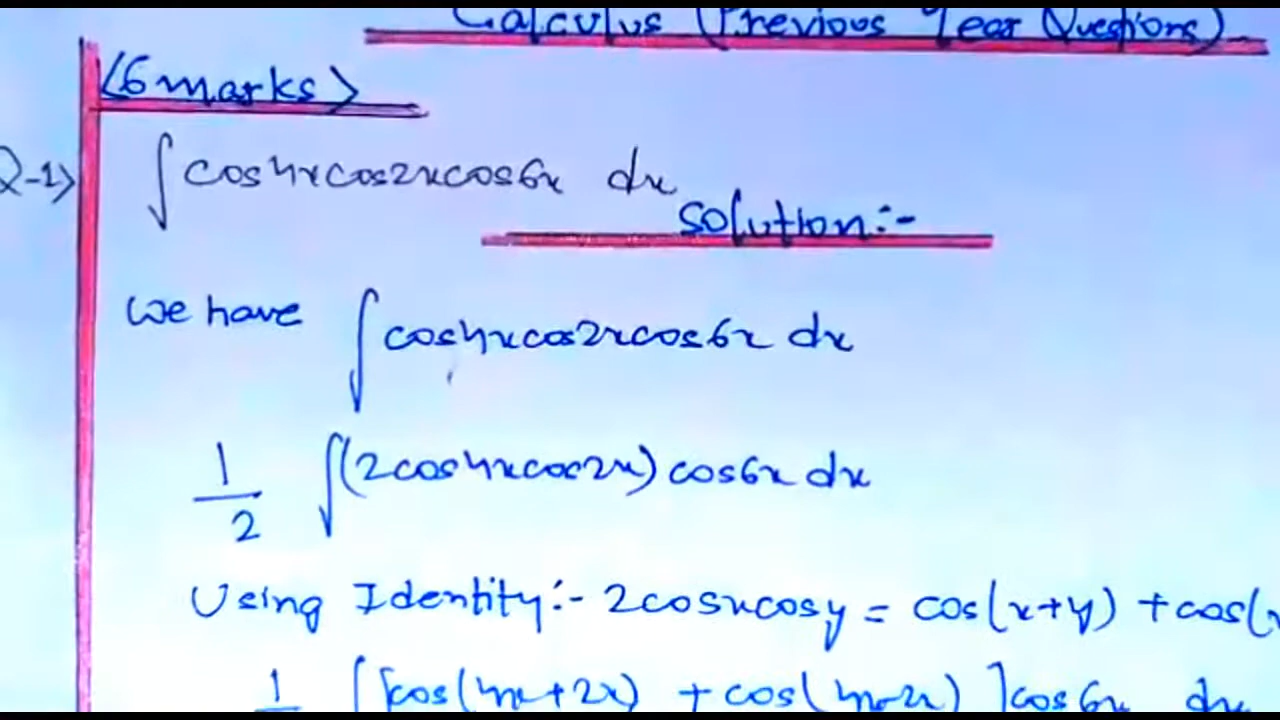 Calculus (Previous Year Questions)
(6 marks)
Q-1) ∫cos4xcos2xcos6x dx
Solution:-
We have ∫cos4xcos2xcos6x dx
1/2 ∫(2cos4xcos2x)cos6x dx
Using Identity:- 2cosxcosy = cos(x+y) + cos(x
1 ∫[cos(4x+2x) + cos(4x-2x)]cos6x dx